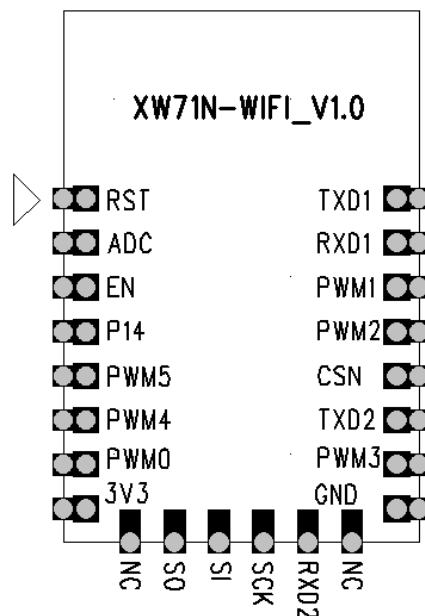 XW71N-WIFI_V1.0
RST TXD1
ADC RXD1
EN PWM1
P14 PWM2
PWM5 CSN
PWM4 TXD2
PWM0 PWM3
3V3 GND
NC SO SI SCK RXD2 NC